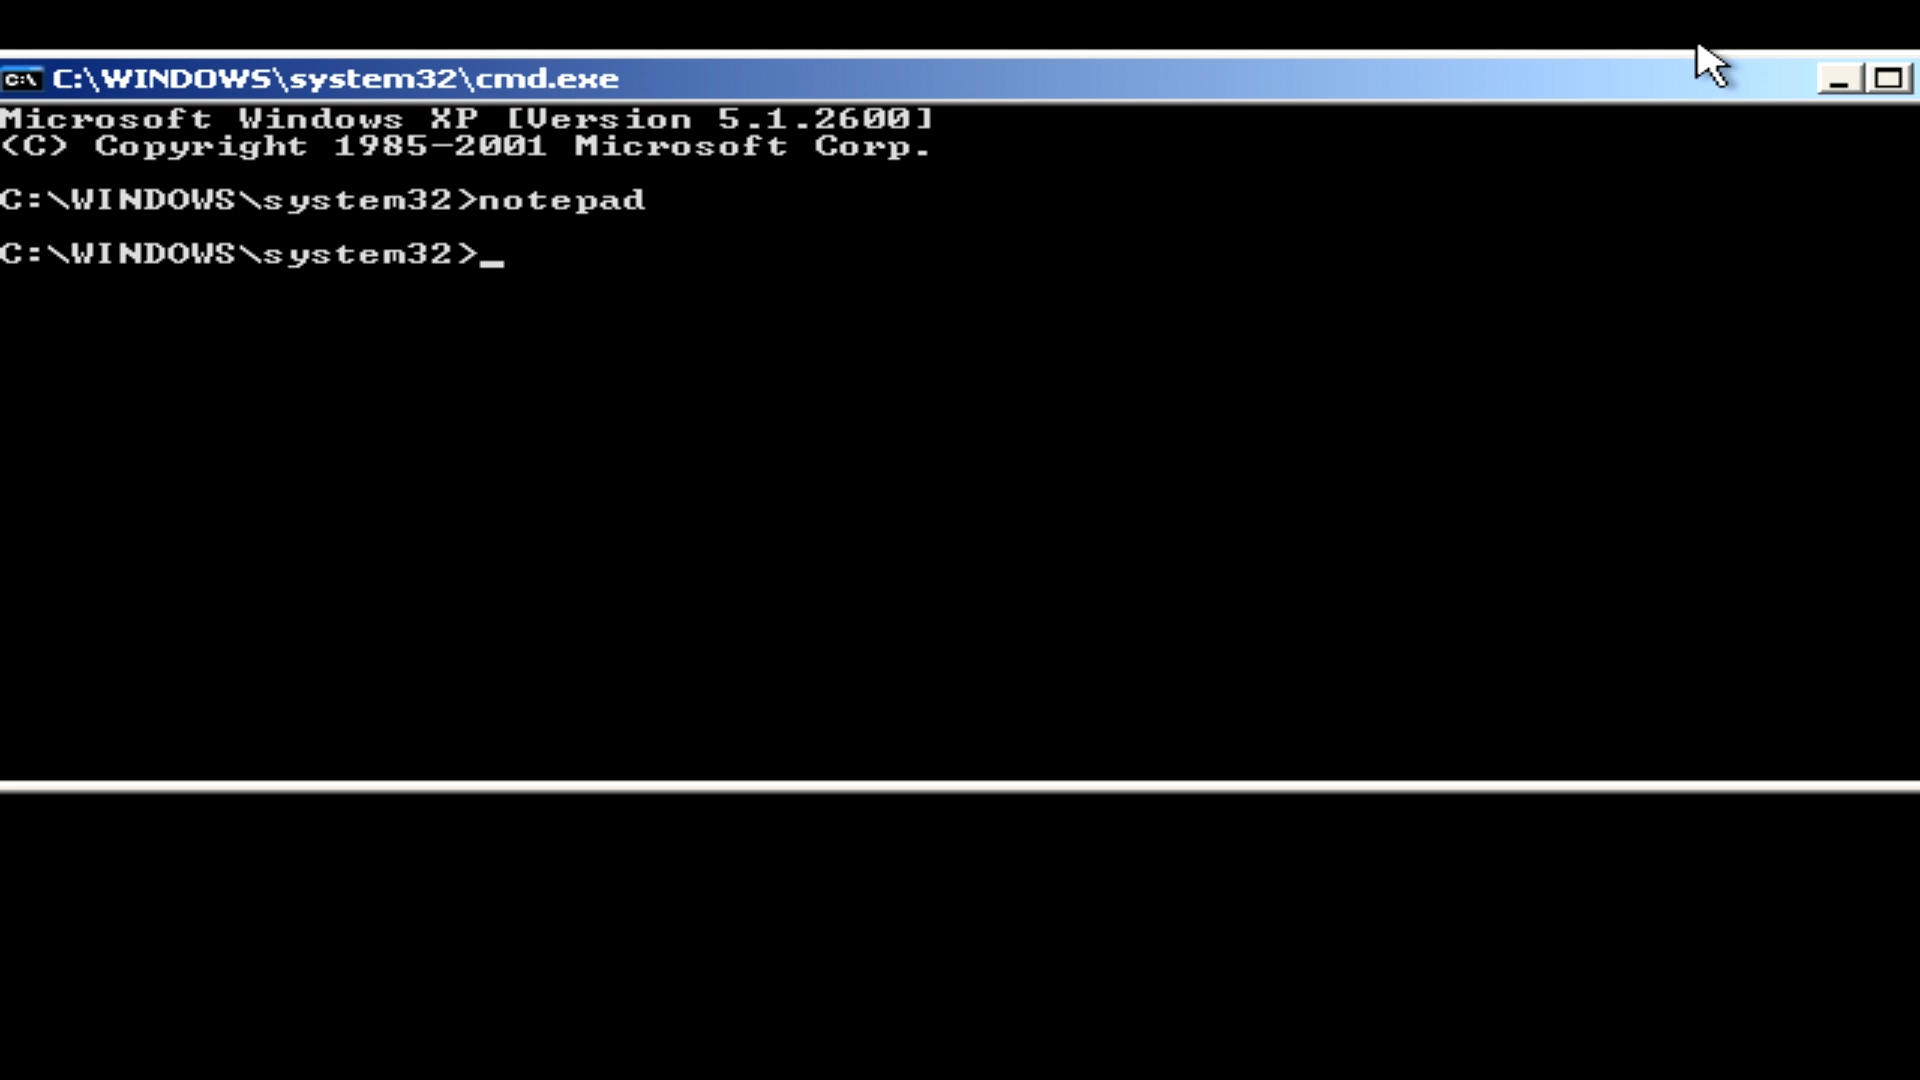 C:\ C:\WINDOWS\system32\cmd.exe
Microsoft Windows XP [Version 5.1.2600]
(C) Copyright 1985-2001 Microsoft Corp.
C:\WINDOWS\system32>notepad
C:\WINDOWS\system32>_